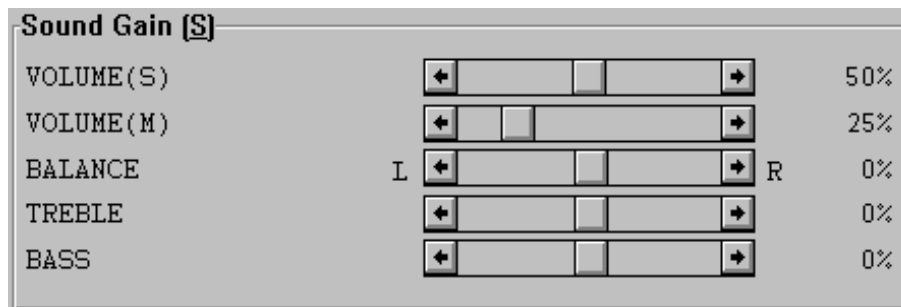 Sound Gain (S)
VOLUME(S) 50%
VOLUME(M) 25%
BALANCE L R 0%
TREBLE 0%
BASS 0%